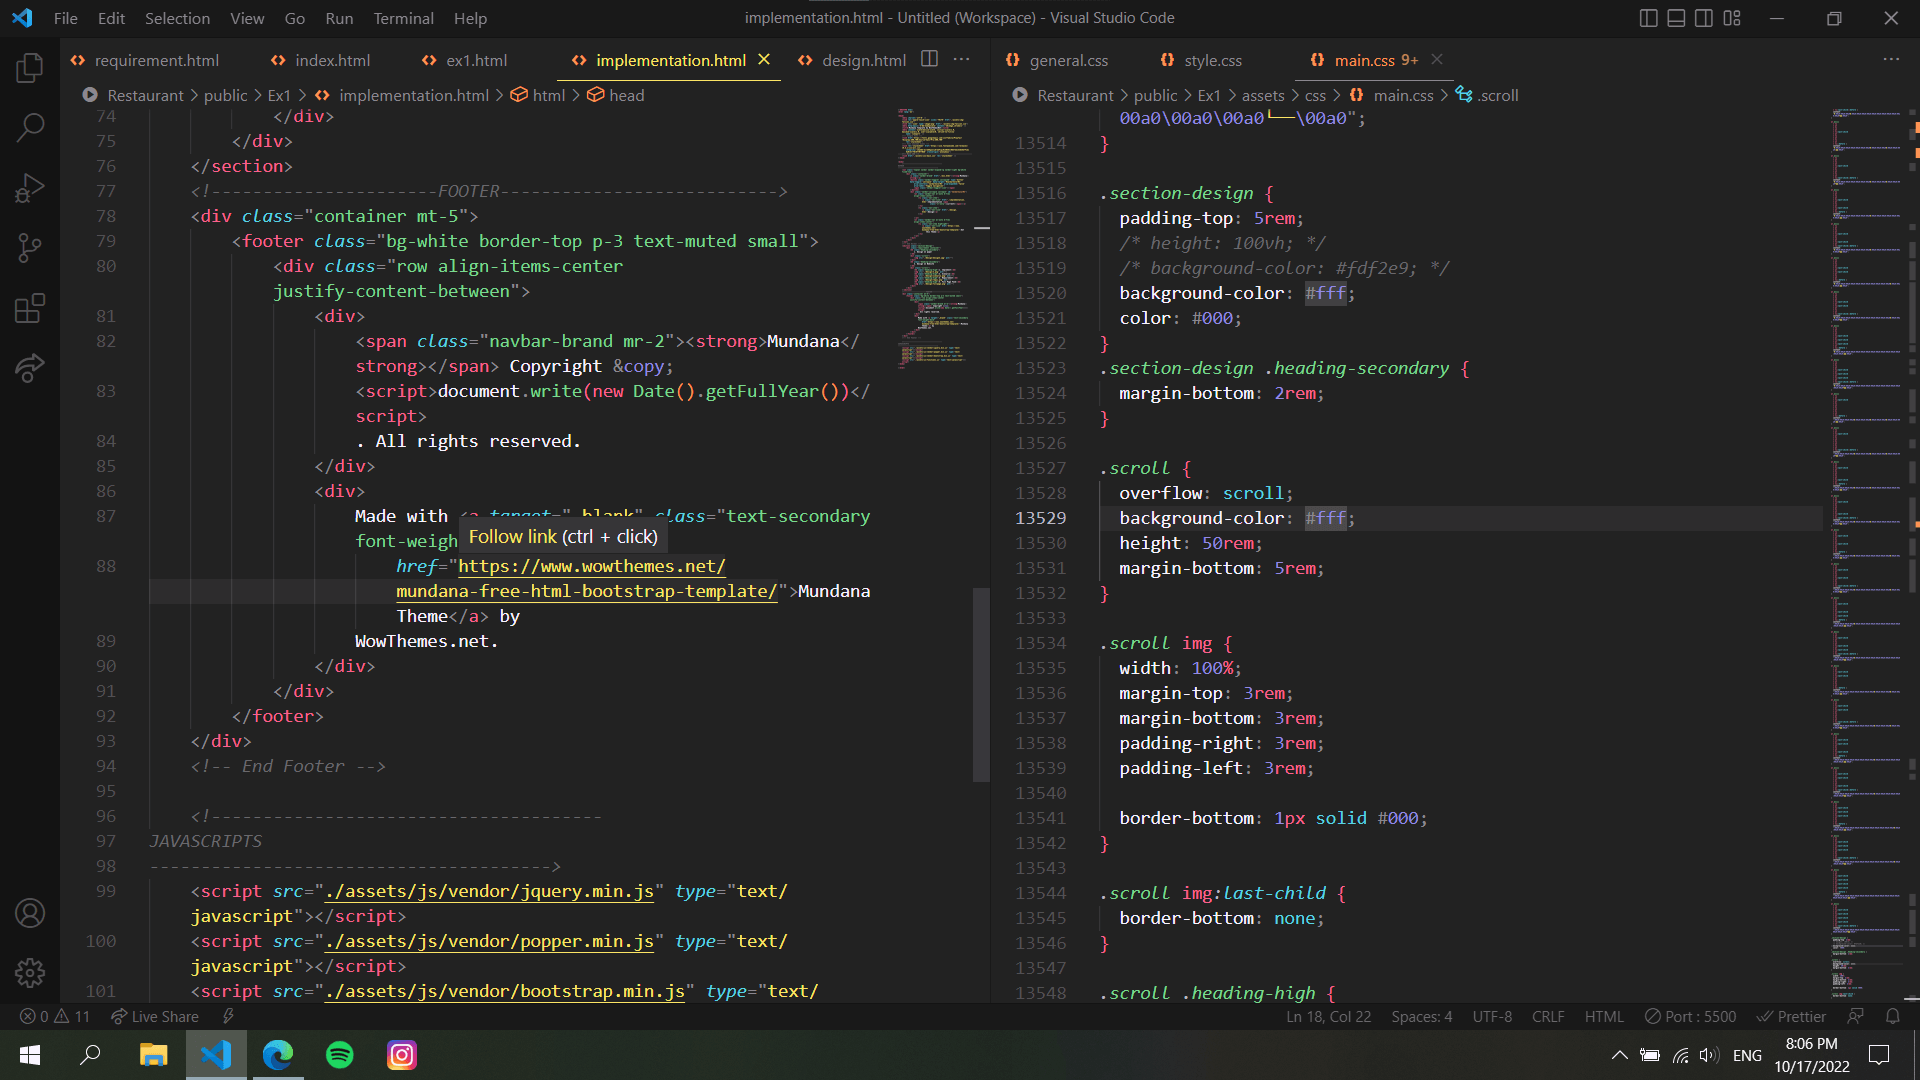 File Edit Selection View Go Run Terminal Help
implementation.html - Untitled (Workspace) - Visual Studio Code
requirement.html index.html ex1.html implementation.html design.html
Restaurant > public > Ex1 > implementation.html > html > head
74 </div>
75 </div>
76 </section>
77 <!----------------------FOOTER--------------------------->
78 <div class="container mt-5">
79 <footer class="bg-white border-top p-3 text-muted small">
80 <div class="row align-items-center
justify-content-between">
81 <div>
82 <span class="navbar-brand mr-2"><strong>Mundana</
strong></span> Copyright &copy;
83 <script>document.write(new Date().getFullYear())</
script>
84 . All rights reserved.
85 </div>
86 <div>
87 Made with <a target="_blank" class="text-secondary
font-weigh
Follow link (ctrl + click)
88 href="https://www.wowthemes.net/
mundana-free-html-bootstrap-template/">Mundana
Theme</a> by
89 WowThemes.net.
90 </div>
91 </div>
92 </footer>
93 </div>
94 <!-- End Footer -->
95
96 <!--------------------------------------
97 JAVASCRIPTS
98 --------------------------------------->
99 <script src="./assets/js/vendor/jquery.min.js" type="text/
javascript"></script>
100 <script src="./assets/js/vendor/popper.min.js" type="text/
javascript"></script>
101 <script src="./assets/js/vendor/bootstrap.min.js" type="text/
general.css style.css main.css 9+
Restaurant > public > Ex1 > assets > css > main.css > .scroll
00a0\00a0\00a0└──\00a0";
13514 }
13515
13516 .section-design {
13517 padding-top: 5rem;
13518 /* height: 100vh; */
13519 /* background-color: #fdf2e9; */
13520 background-color: #fff;
13521 color: #000;
13522 }
13523 .section-design .heading-secondary {
13524 margin-bottom: 2rem;
13525 }
13526
13527 .scroll {
13528 overflow: scroll;
13529 background-color: #fff;
13530 height: 50rem;
13531 margin-bottom: 5rem;
13532 }
13533
13534 .scroll img {
13535 width: 100%;
13536 margin-top: 3rem;
13537 margin-bottom: 3rem;
13538 padding-right: 3rem;
13539 padding-left: 3rem;
13540
13541 border-bottom: 1px solid #000;
13542 }
13543
13544 .scroll img:last-child {
13545 border-bottom: none;
13546 }
13547
13548 .scroll .heading-high {
0 11 Live Share
Ln 18, Col 22 Spaces: 4 UTF-8 CRLF HTML Port : 5500 Prettier
ENG 8:06 PM
10/17/2022